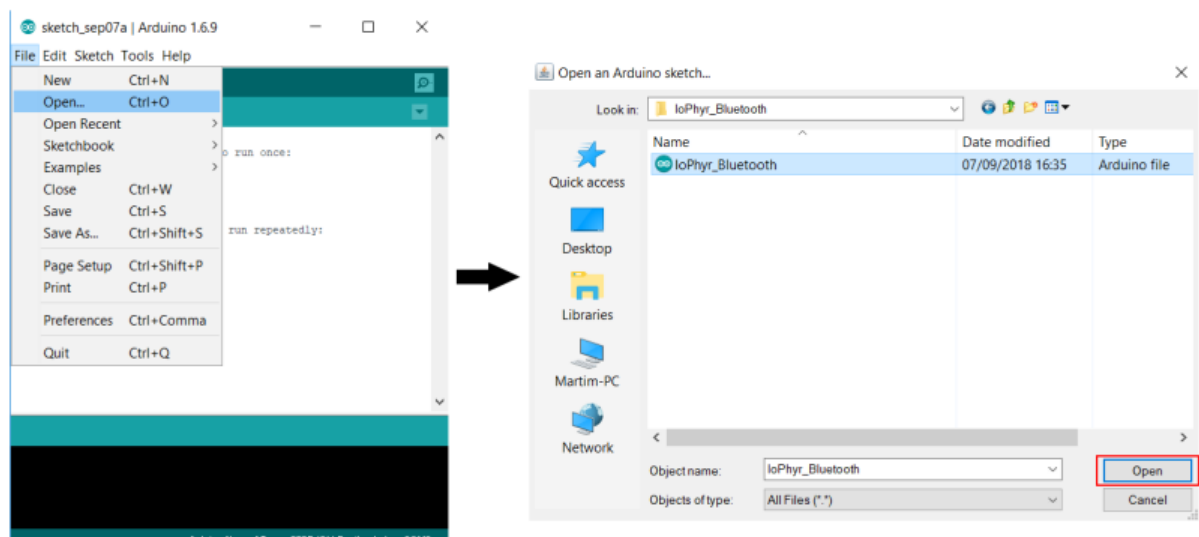 sketch_sep07a | Arduino 1.6.9
File Edit Sketch Tools Help
New Ctrl+N
Open... Ctrl+O
Open Recent
Sketchbook
Examples
Close Ctrl+W
Save Ctrl+S
Save As... Ctrl+Shift+S
Page Setup Ctrl+Shift+P
Print Ctrl+P
Preferences Ctrl+Comma
Quit Ctrl+Q
run once:
run repeatedly:
Open an Arduino sketch...
Look in: IoPhyr_Bluetooth
Name Date modified Type
IoPhyr_Bluetooth 07/09/2018 16:35 Arduino file
Quick access
Desktop
Libraries
Martim-PC
Network
Object name: IoPhyr_Bluetooth Open
Objects of type: All Files (*.*) Cancel